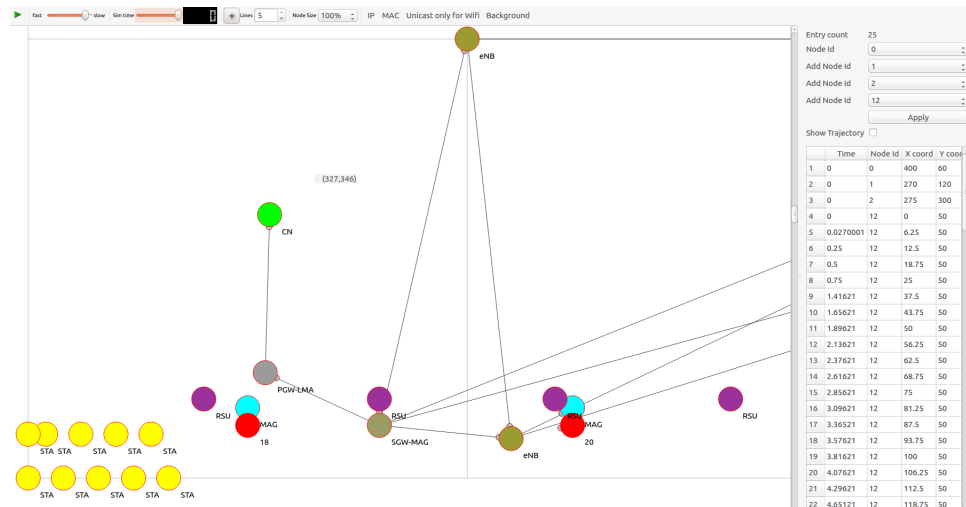 fast slow Sim time Lines 5 Node Size 100% IP MAC Unicast only for Wifi Background
Entry count 25
Node Id 0
Add Node Id 1
Add Node Id 2
Add Node Id 12
Apply
Show Trajectory
Time Node Id X coord Y coor
1 0 0 400 60
2 0 1 270 120
3 0 2 275 300
4 0 12 0 50
5 0.0270001 12 6.25 50
6 0.25 12 12.5 50
7 0.5 12 18.75 50
8 0.75 12 25 50
9 1.41621 12 37.5 50
10 1.65621 12 43.75 50
11 1.89621 12 50 50
12 2.13621 12 56.25 50
13 2.37621 12 62.5 50
14 2.61621 12 68.75 50
15 2.85621 12 75 50
16 3.09621 12 81.25 50
17 3.36521 12 87.5 50
18 3.57621 12 93.75 50
19 3.81621 12 100 50
20 4.07621 12 106.25 50
21 4.29621 12 112.5 50
22 4.65121 12 118.75 50
eNB
(327,346)
CN
PGW-LMA
RSU MAG RSU RSU MAG RSU
18 SGW-MAG 20
eNB
STA STA STA STA STA
STA STA STA STA STA